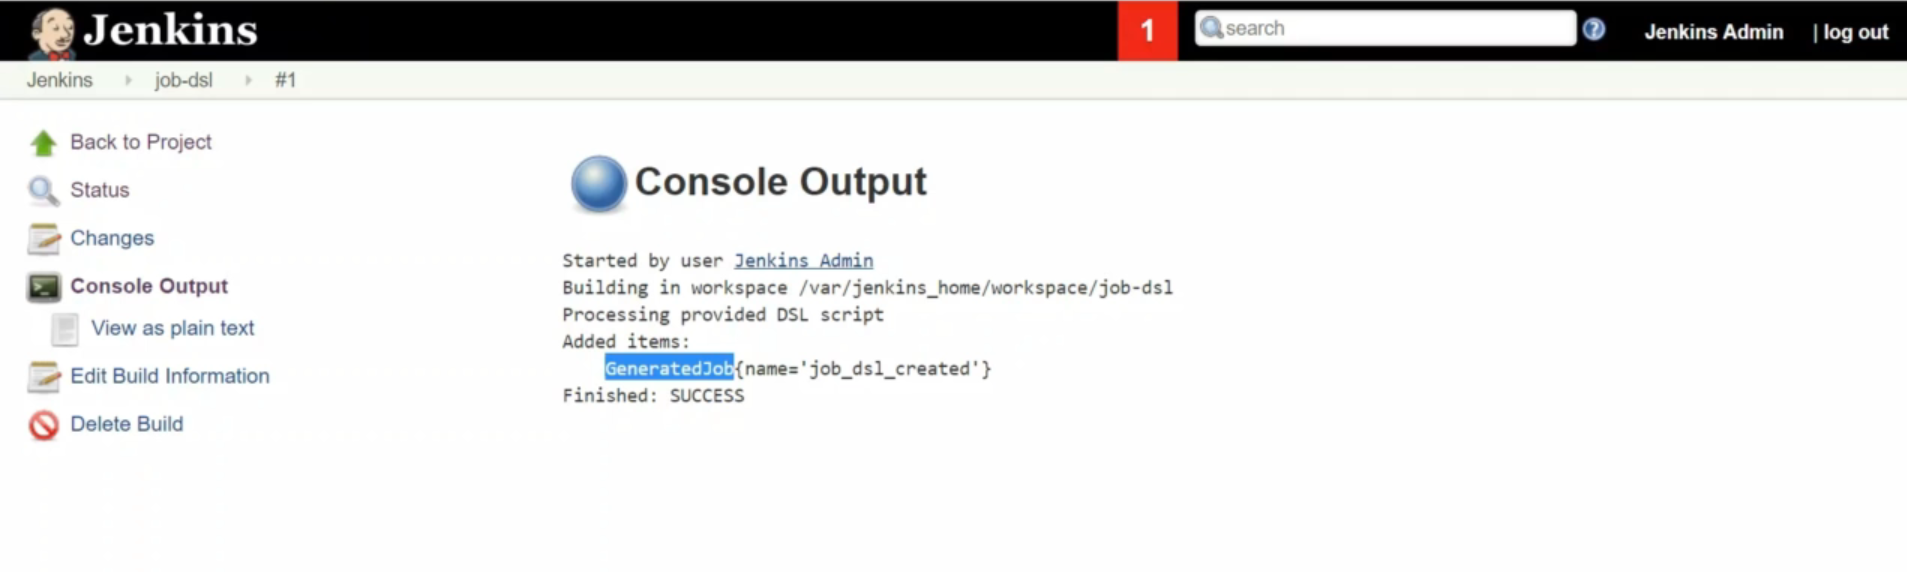 Jenkins
1
search
Jenkins Admin
| log out
Jenkins
job-dsl
#1
Back to Project
Status
Changes
Console Output
View as plain text
Edit Build Information
Delete Build
Console Output
Started by user Jenkins Admin
Building in workspace /var/jenkins_home/workspace/job-dsl
Processing provided DSL script
Added items:
GeneratedJob{name='job_dsl_created'}
Finished: SUCCESS